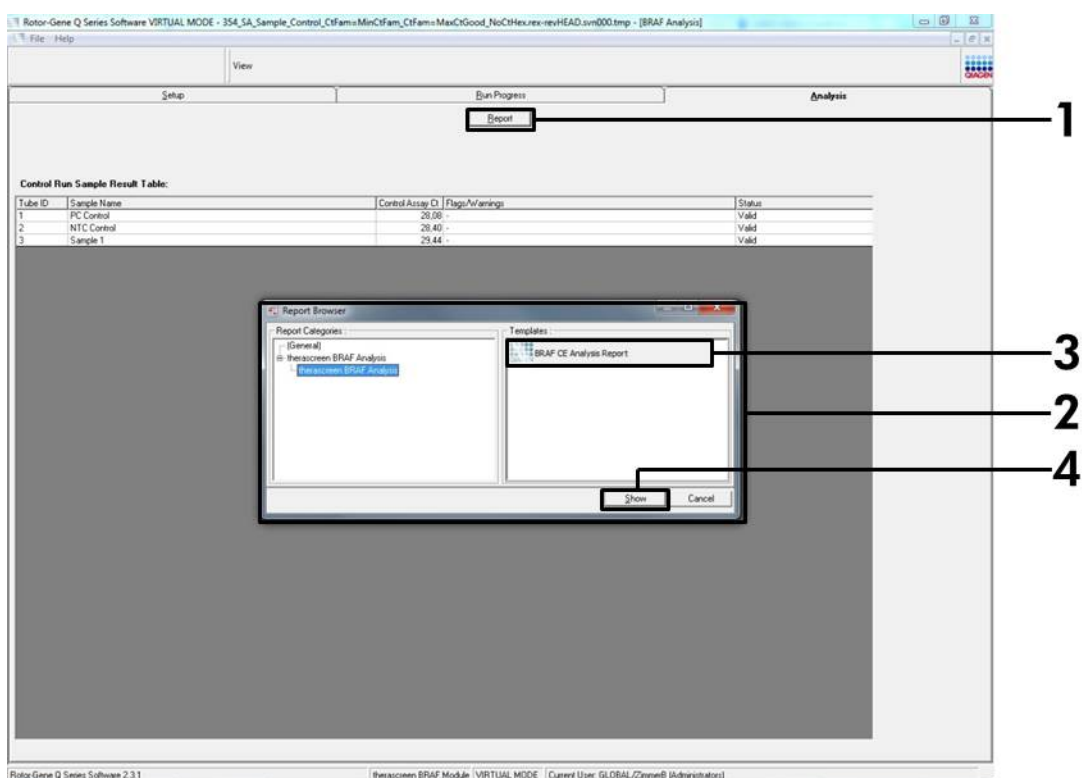 Rotor-Gene Q Series Software VIRTUAL MODE - 354_SA_Sample_Control_CtFam=MinCtFam_CtFam=MaxCtGood_NoCtHex.rex-revHEAD.svn000.tmp - [BRAF Analysis]
File Help
View
QIAGEN
Setup Run Progress Analysis
Report 1
Control Run Sample Result Table:
Tube ID Sample Name Control Assay Ct Flags/Warnings Status
1 PC Control 28,08 - Valid
2 NTC Control 28,40 - Valid
3 Sample 1 29,44 - Valid
Report Browser
Report Categories : Templates :
(General)
therascreen BRAF Analysis
therascreen BRAF Analysis
BRAF CE Analysis Report 3
2
4
Show Cancel
Rotor-Gene Q Series Software 2.3.1 therascreen BRAF Module VIRTUAL MODE Current User: GLOBAL/ZimmerB (Administrators)